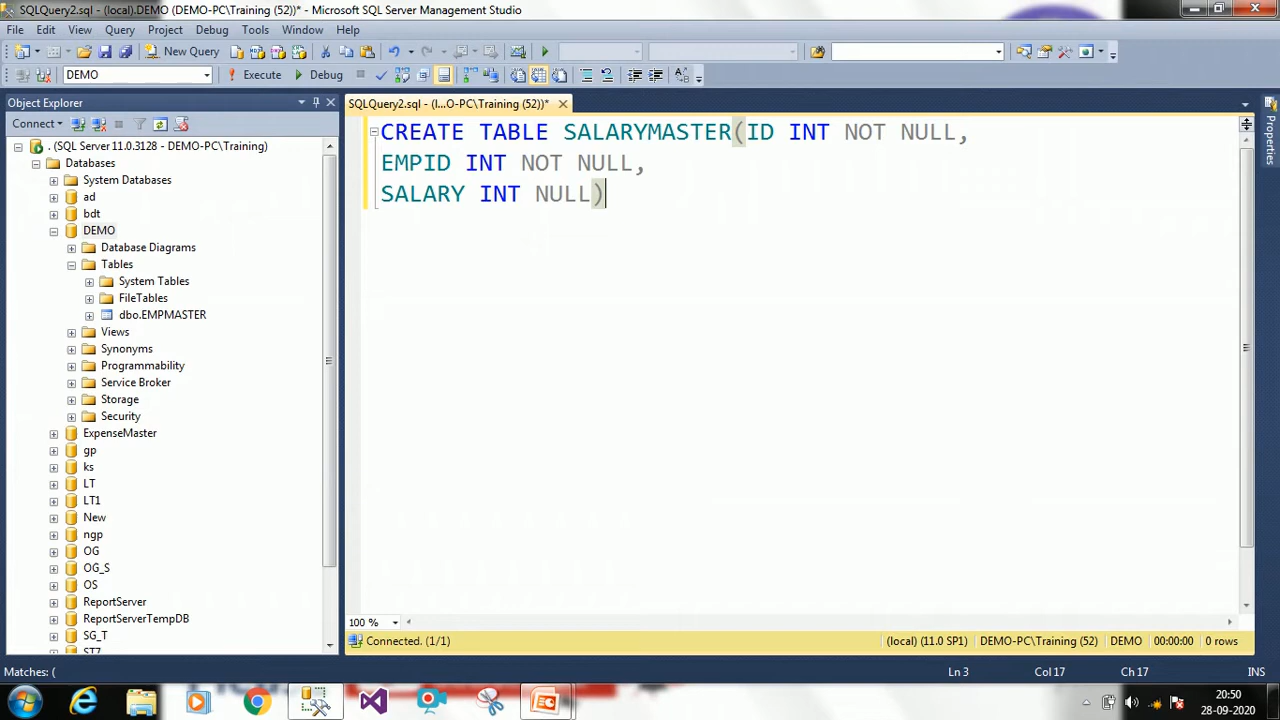 SQLQuery2.sql - (local).DEMO (DEMO-PC\Training (52))* - Microsoft SQL Server Management Studio
File Edit View Query Project Debug Tools Window Help
New Query
DEMO Execute Debug
Object Explorer
SQLQuery2.sql - (l...O-PC\Training (52))*
Connect
. (SQL Server 11.0.3128 - DEMO-PC\Training)
Databases
System Databases
ad
bdt
DEMO
Database Diagrams
Tables
System Tables
FileTables
dbo.EMPMASTER
Views
Synonyms
Programmability
Service Broker
Storage
Security
ExpenseMaster
gp
ks
LT
LT1
New
ngp
OG
OG_S
OS
ReportServer
ReportServerTempDB
SG_T
ST7
CREATE TABLE SALARYMASTER(ID INT NOT NULL,
EMPID INT NOT NULL,
SALARY INT NULL)
Properties
100 %
Connected. (1/1) (local) (11.0 SP1) DEMO-PC\Training (52) DEMO 00:00:00 0 rows
Matches: ( Ln 3 Col 17 Ch 17 INS
20:50
28-09-2020